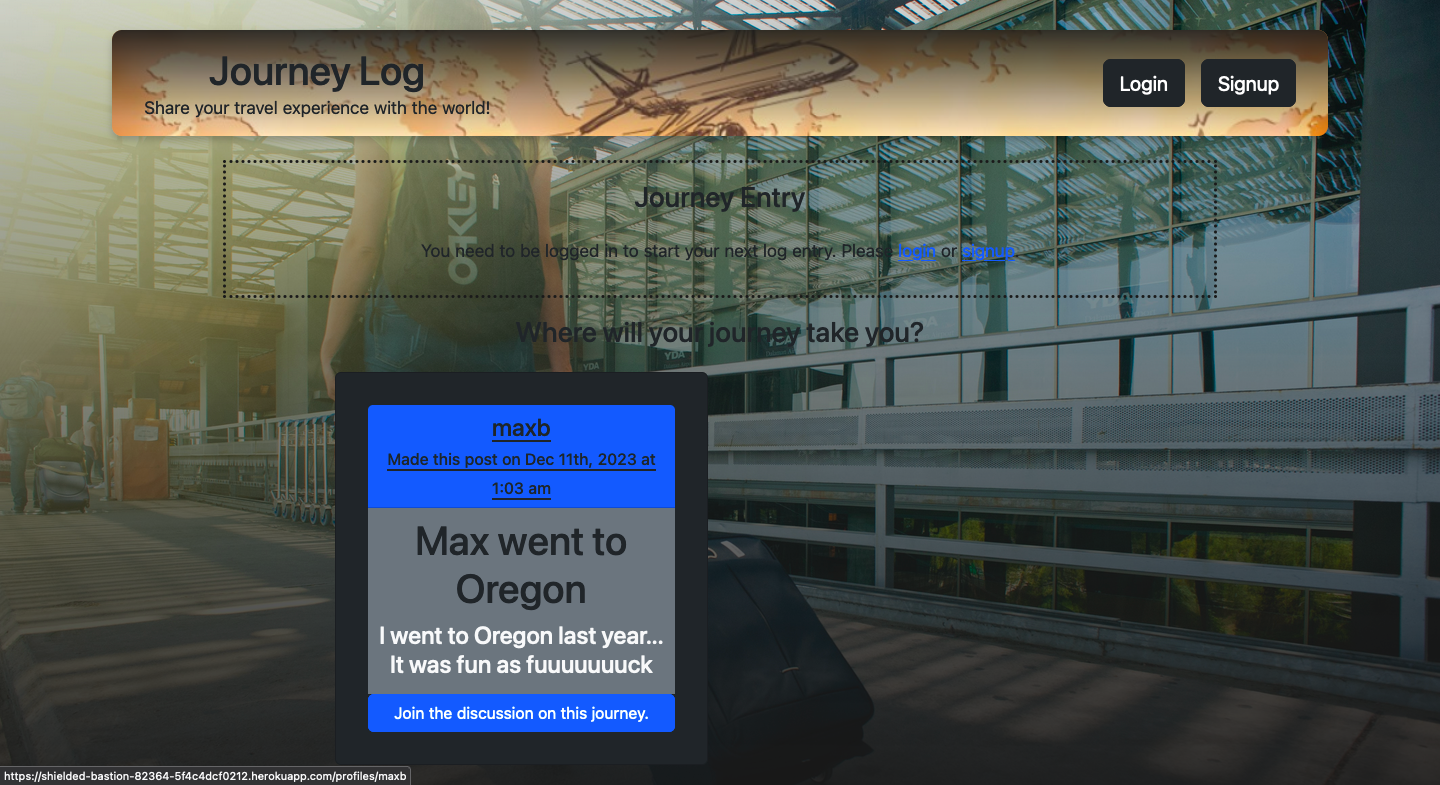 Journey Log
Share your travel experience with the world!
Login
Signup
Journey Entry
You need to be logged in to start your next log entry. Please login or signup
OAKLEY
Where will your journey take you?
YDA
YDA
YDA
maxb
Made this post on Dec 11th, 2023 at
1:03 am
Max went to
Oregon
I went to Oregon last year...
It was fun as fuuuuuuuck
Join the discussion on this journey.
https://shielded-bastion-82364-5f4c4dcf0212.herokuapp.com/profiles/maxb